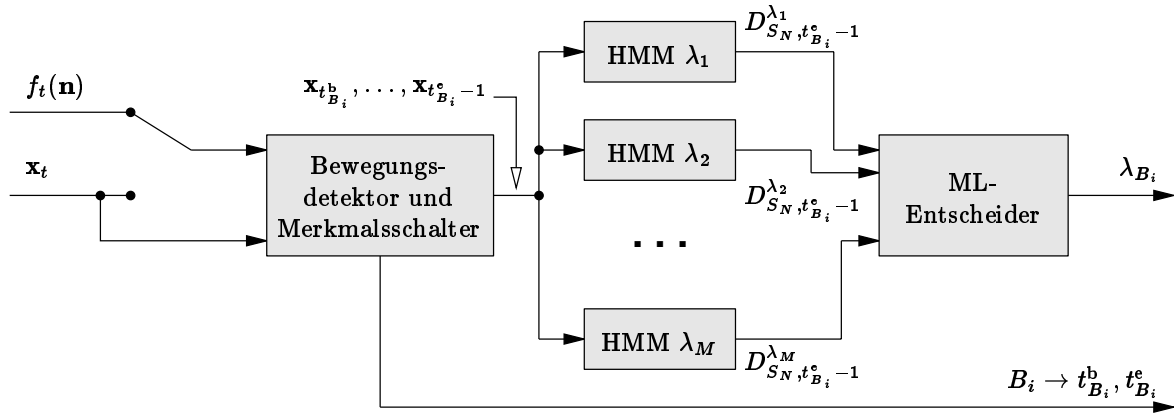 f_t(𝐧)
𝐱_t
Bewegungs-
detektor und
Merkmalsschalter
𝐱_{t^b_{B_i}}, . . . , 𝐱_{t^e_{B_i}−1}
HMM λ_1
HMM λ_2
. . .
HMM λ_M
D^{λ_1}_{S_N, t^e_{B_i}−1}
D^{λ_2}_{S_N, t^e_{B_i}−1}
D^{λ_M}_{S_N, t^e_{B_i}−1}
ML-
Entscheider
λ_{B_i}
B_i → t^b_{B_i}, t^e_{B_i}